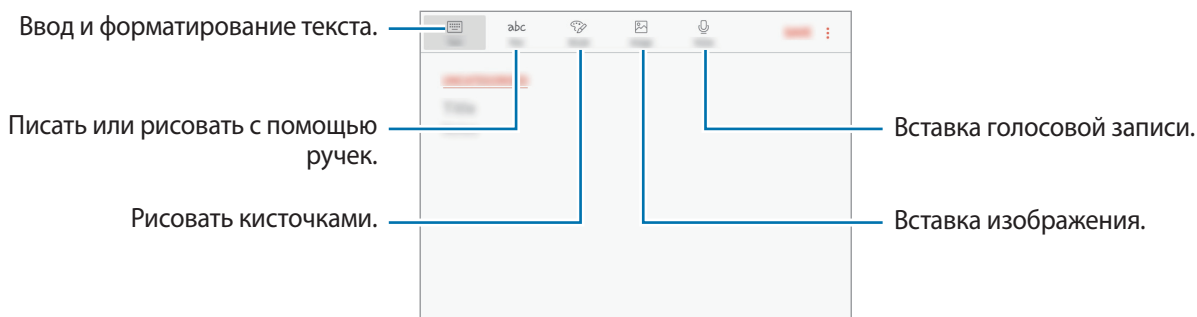 Ввод и форматирование текста.
abc
Писать или рисовать с помощью
ручек.
Рисовать кисточками.
Вставка голосовой записи.
Вставка изображения.